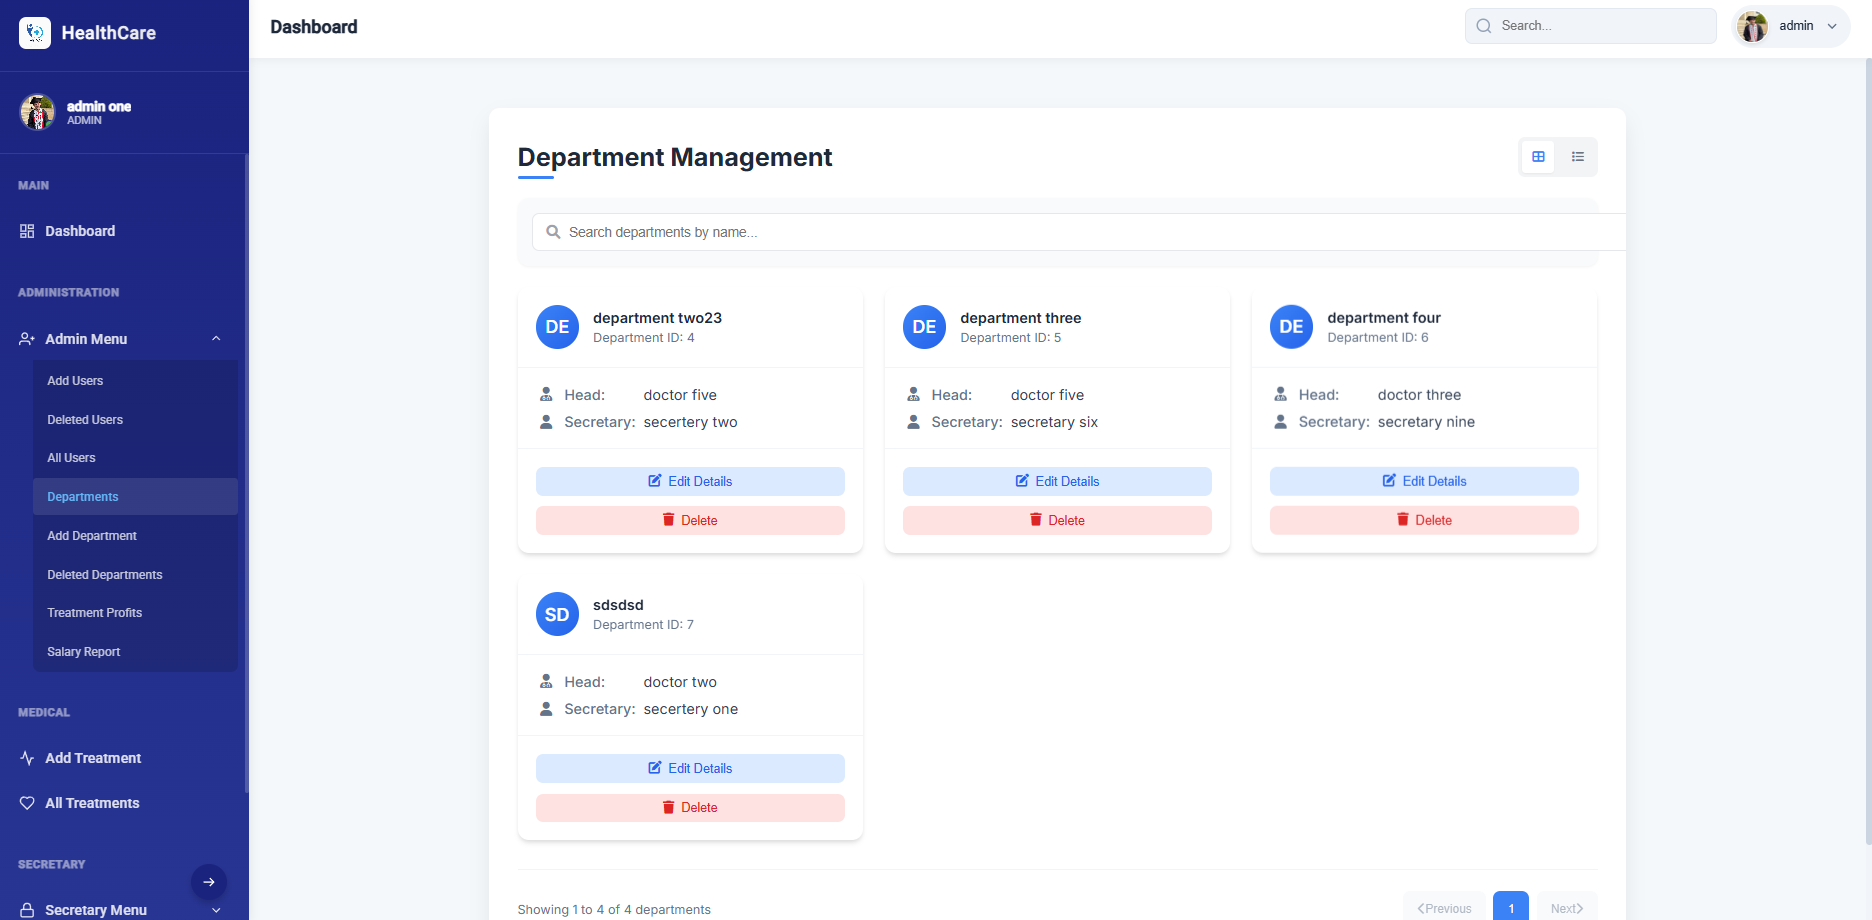 HealthCare
admin one
ADMIN
MAIN
Dashboard
ADMINISTRATION
Admin Menu
Add Users
Deleted Users
All Users
Departments
Add Department
Deleted Departments
Treatment Profits
Salary Report
MEDICAL
Add Treatment
All Treatments
SECRETARY
Secretary Menu
Dashboard
Search...
admin
Department Management
Search departments by name...
DE
department two23
Department ID: 4
Head: doctor five
Secretary: secertery two
Edit Details
Delete
DE
department three
Department ID: 5
Head: doctor five
Secretary: secretary six
Edit Details
Delete
DE
department four
Department ID: 6
Head: doctor three
Secretary: secretary nine
Edit Details
Delete
SD
sdsdsd
Department ID: 7
Head: doctor two
Secretary: secertery one
Edit Details
Delete
Showing 1 to 4 of 4 departments
Previous
1
Next